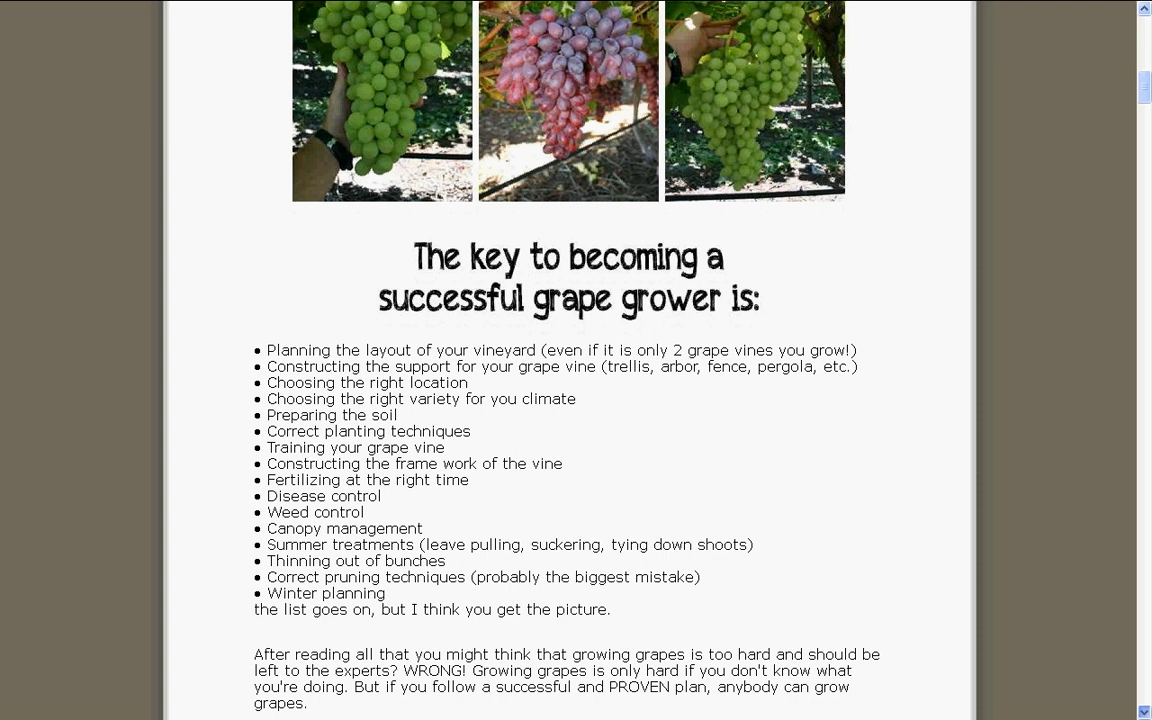 The key to becoming a
successful grape grower is:
• Planning the layout of your vineyard (even if it is only 2 grape vines you grow!)
• Constructing the support for your grape vine (trellis, arbor, fence, pergola, etc.)
• Choosing the right location
• Choosing the right variety for you climate
• Preparing the soil
• Correct planting techniques
• Training your grape vine
• Constructing the frame work of the vine
• Fertilizing at the right time
• Disease control
• Weed control
• Canopy management
• Summer treatments (leave pulling, suckering, tying down shoots)
• Thinning out of bunches
• Correct pruning techniques (probably the biggest mistake)
• Winter planning
the list goes on, but I think you get the picture.
After reading all that you might think that growing grapes is too hard and should be
left to the experts? WRONG! Growing grapes is only hard if you don't know what
you're doing. But if you follow a successful and PROVEN plan, anybody can grow
grapes.